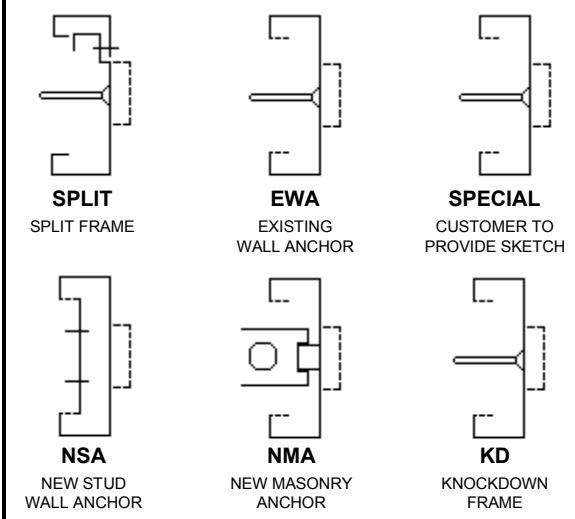 SPLIT
SPLIT FRAME
EWA
EXISTING
WALL ANCHOR
SPECIAL
CUSTOMER TO
PROVIDE SKETCH
NSA
NEW STUD
WALL ANCHOR
NMA
NEW MASONRY
ANCHOR
KD
KNOCKDOWN
FRAME